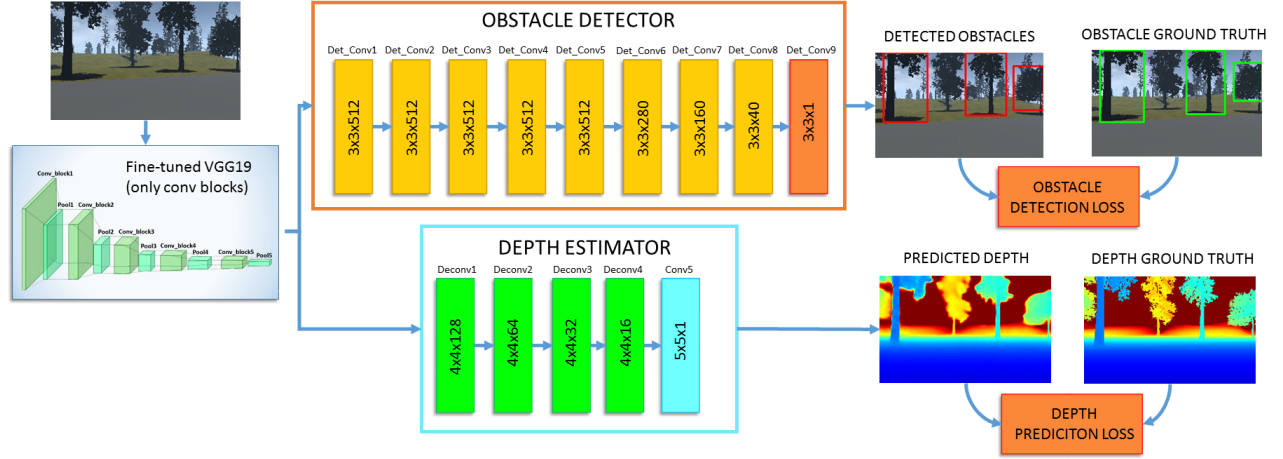 OBSTACLE DETECTOR
Det_Conv1
Det_Conv2
Det_Conv3
Det_Conv4
Det_Conv5
Det_Conv6
Det_Conv7
Det_Conv8
Det_Conv9
3x3x512
3x3x512
3x3x512
3x3x512
3x3x512
3x3x280
3x3x160
3x3x40
3x3x1
DETECTED OBSTACLES
OBSTACLE GROUND TRUTH
OBSTACLE
DETECTION LOSS
Fine-tuned VGG19
(only conv blocks)
Conv_block1
Pool1
Conv_block2
Pool2
Conv_block3
Pool3
Conv_block4
Pool4
Conv_block5
Pool5
DEPTH ESTIMATOR
Deconv1
Deconv2
Deconv3
Deconv4
Conv5
4x4x128
4x4x64
4x4x32
4x4x16
5x5x1
PREDICTED DEPTH
DEPTH GROUND TRUTH
DEPTH
PREDICITON LOSS